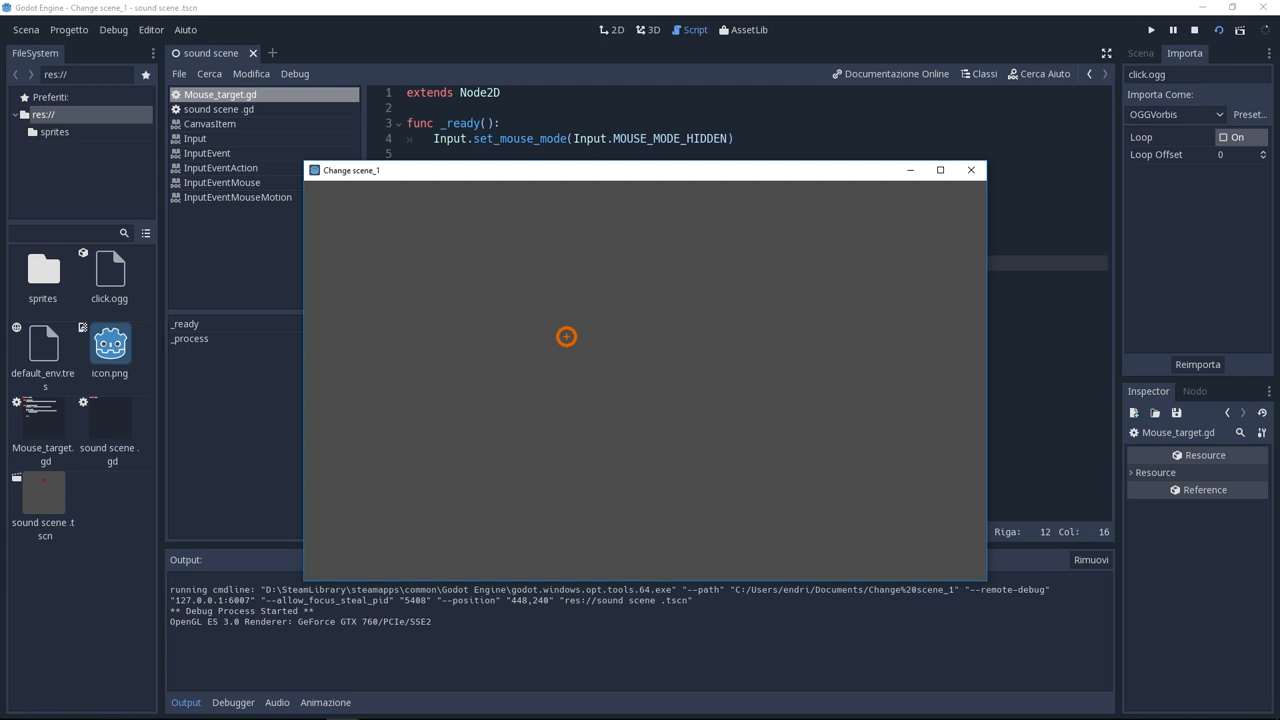 Godot Engine - Change scene_1 - sound scene .tscn
Scena Progetto Debug Editor Aiuto
2D 3D Script AssetLib
FileSystem
res://
Preferiti:
res://
sprites
sprites
click.ogg
default_env.tre
s
icon.png
Mouse_target.
gd
sound scene .
gd
sound scene .t
scn
sound scene
File Cerca Modifica Debug
Documentazione Online Classi Cerca Aiuto
Mouse_target.gd
sound scene .gd
CanvasItem
Input
InputEvent
InputEventAction
InputEventMouse
InputEventMouseMotion
_ready
_process
1 extends Node2D
2
3 func _ready():
4 Input.set_mouse_mode(Input.MOUSE_MODE_HIDDEN)
5
Change scene_1
Riga: 12 Col: 16
Output:
Rimuovi
running cmdline: "D:\SteamLibrary\steamapps\common\Godot Engine\godot.windows.opt.tools.64.exe" "--path" "C:/Users/endri/Documents/Change%20scene_1" "--remote-debug"
"127.0.0.1:6007" "--allow_focus_steal_pid" "5408" "--position" "448,240" "res://sound scene .tscn"
** Debug Process Started **
OpenGL ES 3.0 Renderer: GeForce GTX 760/PCIe/SSE2
Output Debugger Audio Animazione
Scena Importa
click.ogg
Importa Come:
OGGVorbis Preset...
Loop On
Loop Offset 0
Reimporta
Inspector Nodo
Mouse_target.gd
Resource
Resource
Reference